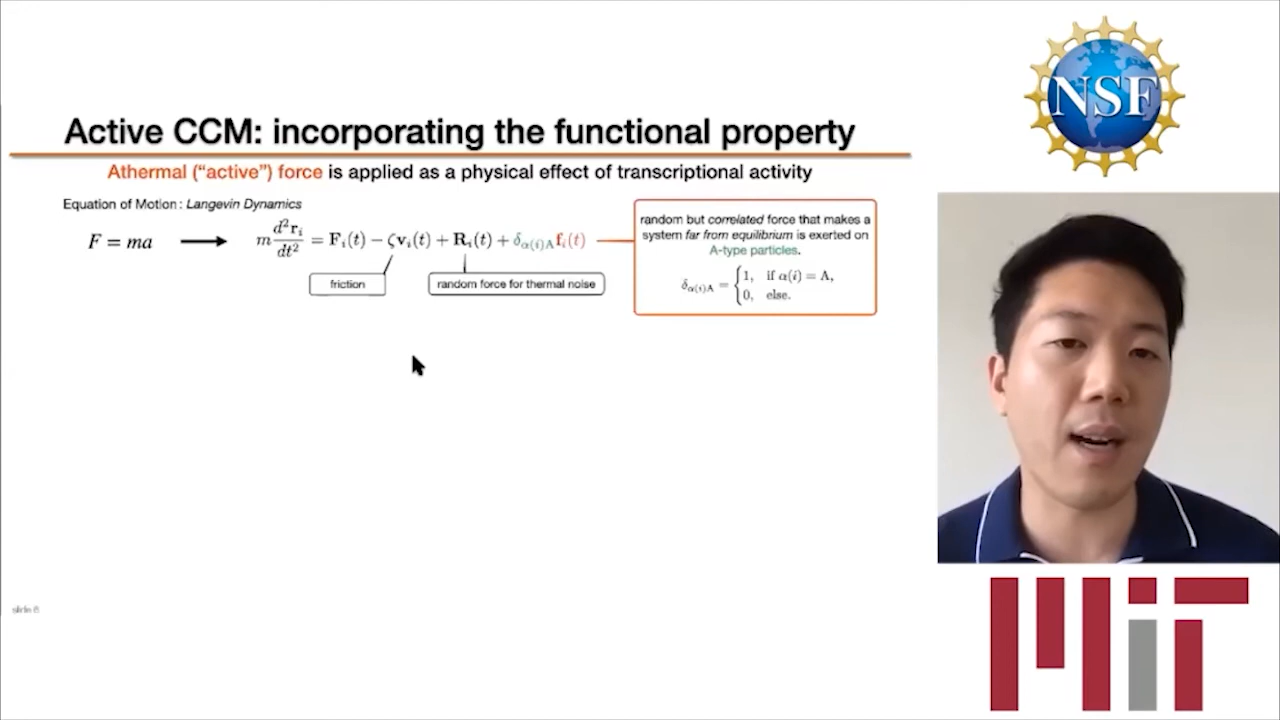 Active CCM: incorporating the functional property
Athermal ("active") force is applied as a physical effect of transcriptional activity
Equation of Motion: Langevin Dynamics
F = ma → m d²rᵢ/dt² = Fᵢ(t) − ζvᵢ(t) + Rᵢ(t) + δα(i)A fᵢ(t)
friction
random force for thermal noise
random but correlated force that makes a
system far from equilibrium is exerted on
A-type particles.
δα(i)A = { 1, if α(i) = A,
0, else.
slide 6
NSF
MIT